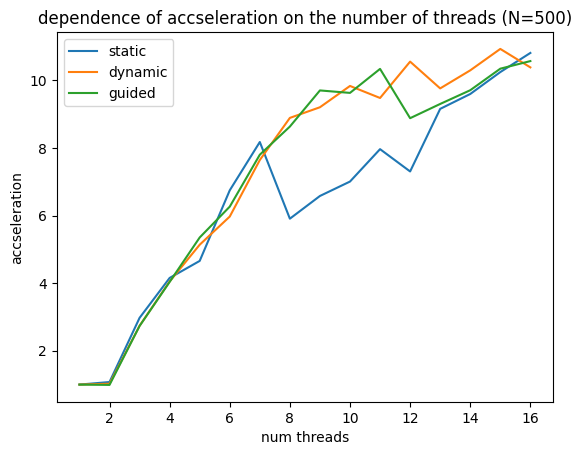 dependence of accseleration on the number of threads (N=500)
static
dynamic
guided
accseleration
10
8
6
4
2
2 4 6 8 10 12 14 16
num threads